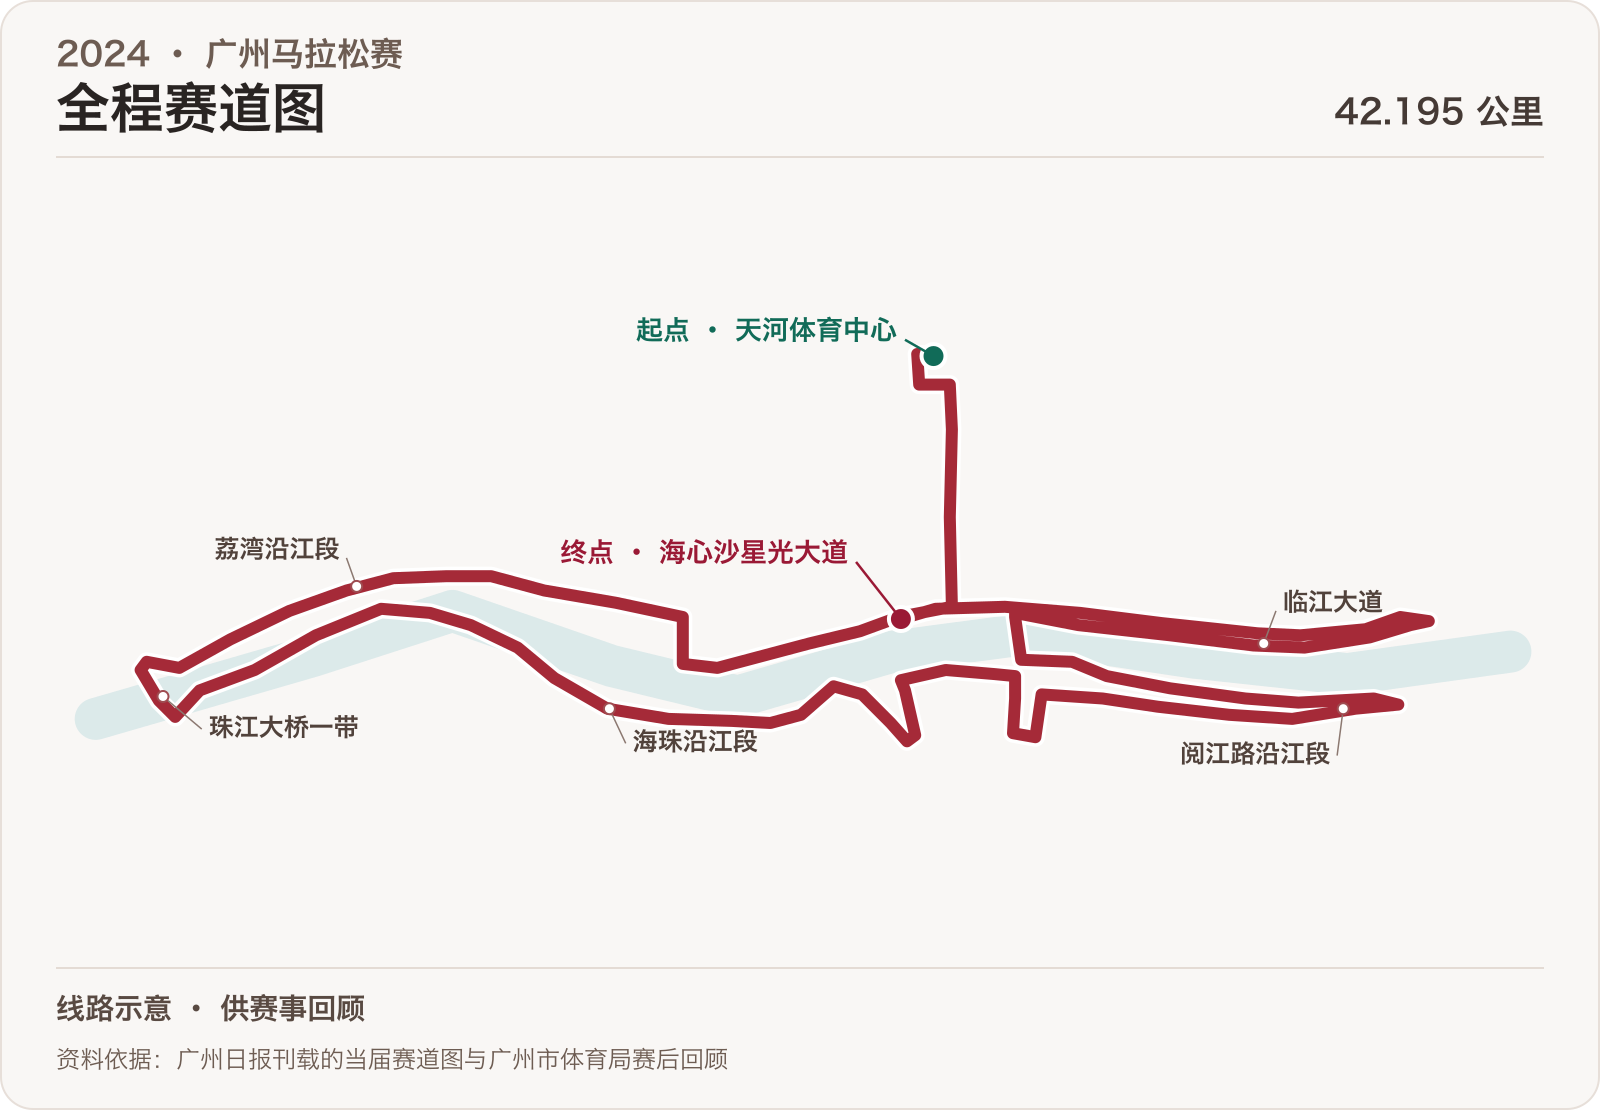 2024 · 广州马拉松赛
全程赛道图
42.195 公里
起点 · 天河体育中心
荔湾沿江段
终点 · 海心沙星光大道
临江大道
珠江大桥一带
海珠沿江段
阅江路沿江段
线路示意 · 供赛事回顾
资料依据：广州日报刊载的当届赛道图与广州市体育局赛后回顾